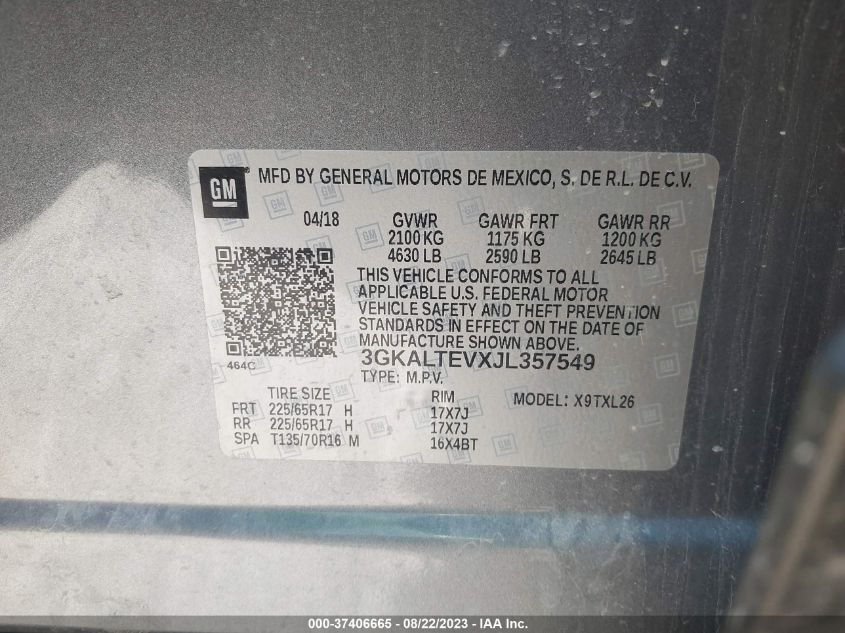 GM ® MFD BY GENERAL MOTORS DE MEXICO, S. DE R.L. DE C.V.
04/18 GVWR GAWR FRT GAWR RR
2100 KG 1175 KG 1200 KG
4630 LB 2590 LB 2645 LB
THIS VEHICLE CONFORMS TO ALL
APPLICABLE U.S. FEDERAL MOTOR
VEHICLE SAFETY AND THEFT PREVENTION
STANDARDS IN EFFECT ON THE DATE OF
MANUFACTURE SHOWN ABOVE.
464C 3GKALTEVXJL357549
TYPE: M.P.V.
TIRE SIZE RIM MODEL: X9TXL26
FRT 225/65R17 H 17X7J
RR 225/65R17 H 17X7J
SPA T135/70R16 M 16X4BT
000-37406665 - 08/22/2023 - IAA Inc.